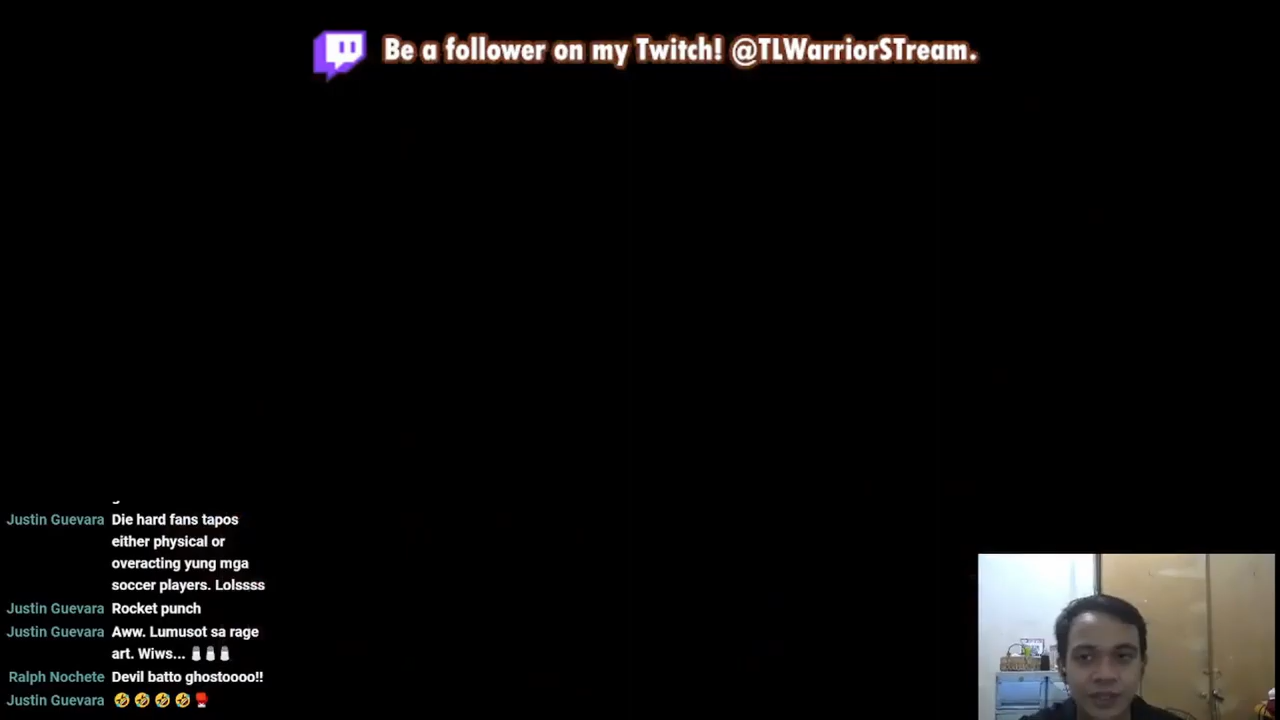 Be a follower on my Twitch! @TLWarriorSTream.
Justin Guevara Die hard fans tapos
either physical or
overacting yung mga
soccer players. Lolssss
Justin Guevara Rocket punch
Justin Guevara Aww. Lumusot sa rage
art. Wiws... 🧂🧂🧂
Ralph Nochete Devil batto ghostoooo!!
Justin Guevara 🤣🤣🤣🤣🥊